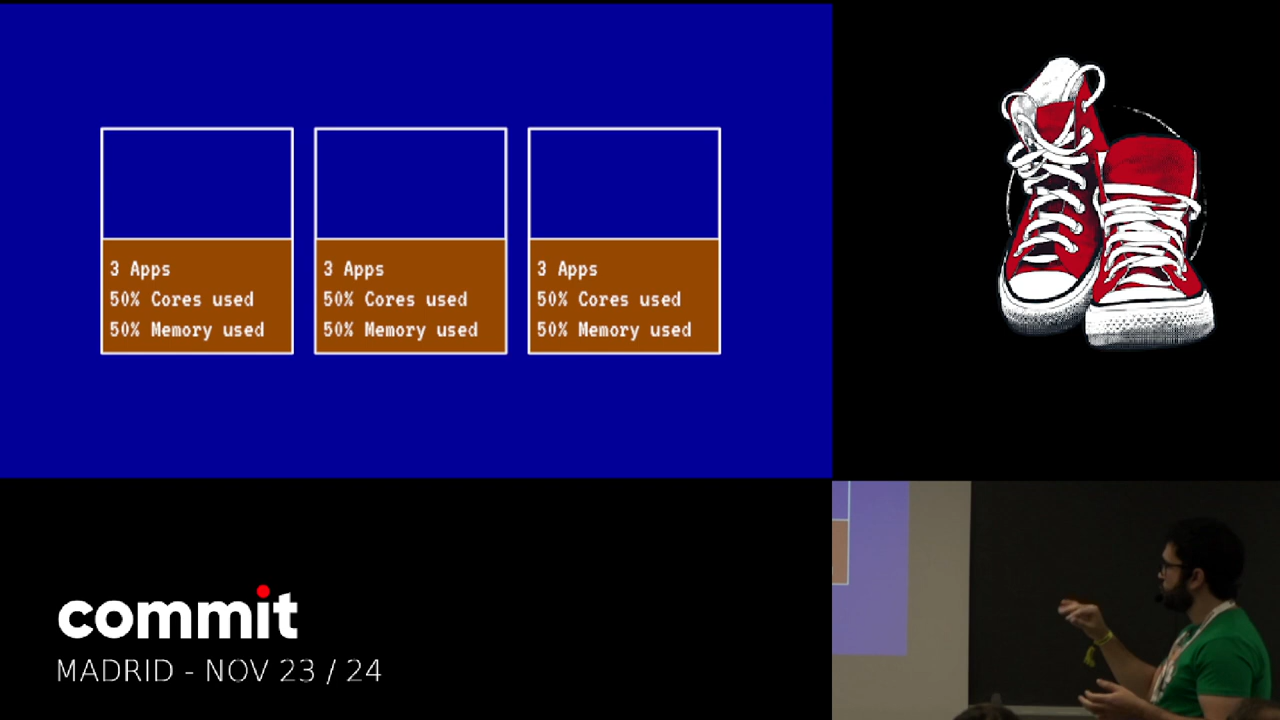 3 Apps
50% Cores used
50% Memory used
3 Apps
50% Cores used
50% Memory used
3 Apps
50% Cores used
50% Memory used
commit
MADRID - NOV 23 / 24